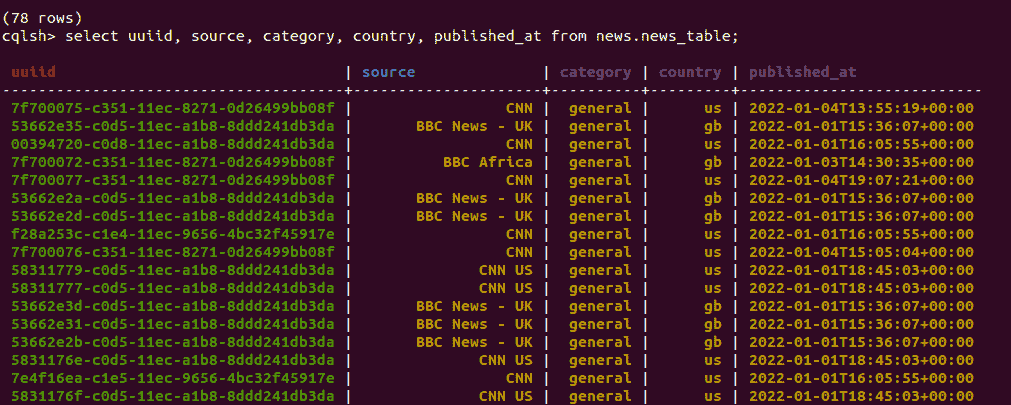 (78 rows)
cqlsh> select uuiid, source, category, country, published_at from news.news_table;
uuiid | source | category | country | published_at
--------------------------------------+---------------------+----------+---------+---------------------------
7f700075-c351-11ec-8271-0d26499bb08f | CNN | general | us | 2022-01-04T13:55:19+00:00
53662e35-c0d5-11ec-a1b8-8ddd241db3da | BBC News - UK | general | gb | 2022-01-01T15:36:07+00:00
00394720-c0d8-11ec-a1b8-8ddd241db3da | CNN | general | us | 2022-01-01T16:05:55+00:00
7f700072-c351-11ec-8271-0d26499bb08f | BBC Africa | general | gb | 2022-01-03T14:30:35+00:00
7f700077-c351-11ec-8271-0d26499bb08f | CNN | general | us | 2022-01-04T19:07:21+00:00
53662e2a-c0d5-11ec-a1b8-8ddd241db3da | BBC News - UK | general | gb | 2022-01-01T15:36:07+00:00
53662e2d-c0d5-11ec-a1b8-8ddd241db3da | BBC News - UK | general | gb | 2022-01-01T15:36:07+00:00
f28a253c-c1e4-11ec-9656-4bc32f45917e | CNN | general | us | 2022-01-01T16:05:55+00:00
7f700076-c351-11ec-8271-0d26499bb08f | CNN | general | us | 2022-01-04T15:05:04+00:00
58311779-c0d5-11ec-a1b8-8ddd241db3da | CNN US | general | us | 2022-01-01T18:45:03+00:00
58311777-c0d5-11ec-a1b8-8ddd241db3da | CNN US | general | us | 2022-01-01T18:45:03+00:00
53662e3d-c0d5-11ec-a1b8-8ddd241db3da | BBC News - UK | general | gb | 2022-01-01T15:36:07+00:00
53662e31-c0d5-11ec-a1b8-8ddd241db3da | BBC News - UK | general | gb | 2022-01-01T15:36:07+00:00
53662e2b-c0d5-11ec-a1b8-8ddd241db3da | BBC News - UK | general | gb | 2022-01-01T15:36:07+00:00
5831176e-c0d5-11ec-a1b8-8ddd241db3da | CNN US | general | us | 2022-01-01T18:45:03+00:00
7e4f16ea-c1e5-11ec-9656-4bc32f45917e | CNN | general | us | 2022-01-01T16:05:55+00:00
5831176f-c0d5-11ec-a1b8-8ddd241db3da | CNN US | general | us | 2022-01-01T18:45:03+00:00